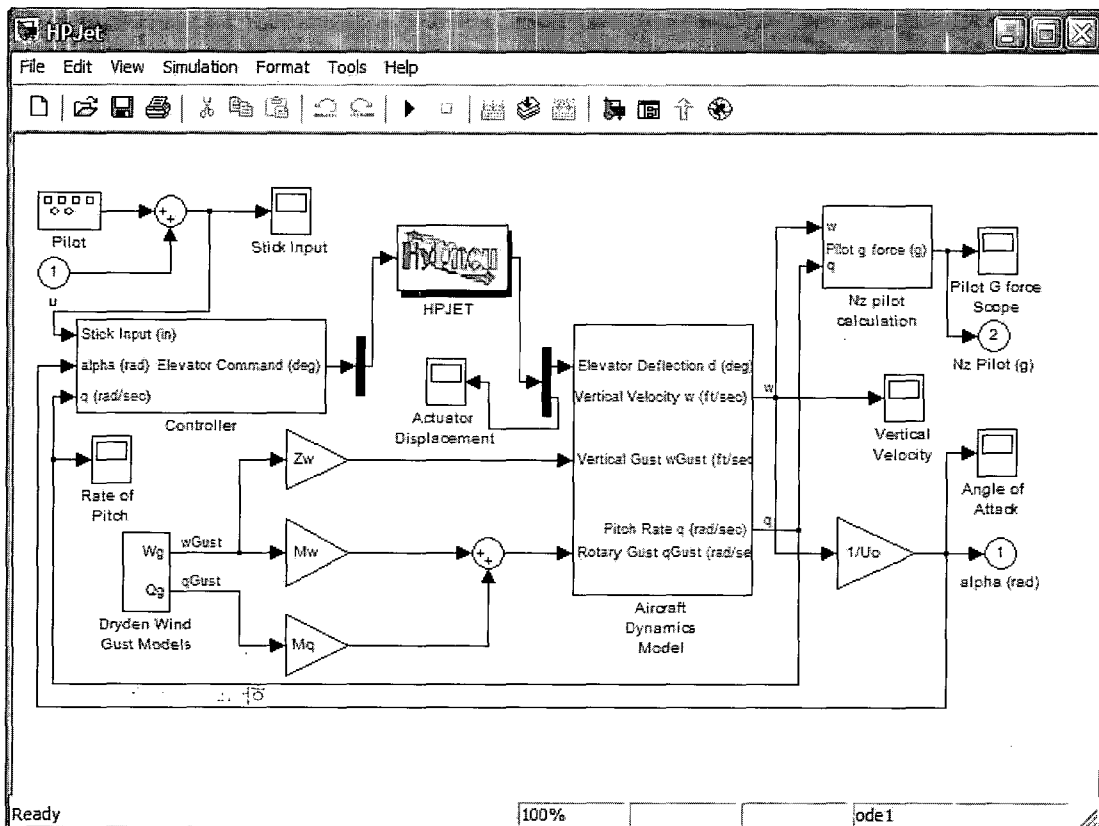 HPJet
File Edit View Simulation Format Tools Help
Pilot
1
u
Stick Input
Stick Input (in)
alpha (rad) Elevator Command (deg)
q (rad/sec)
Controller
HPJET
Actuator
Displacement
Rate of
Pitch
Wg
Qg
wGust
qGust
Dryden Wind
Gust Models
Zw
Mw
Mq
Elevator Deflection d (deg)
Vertical Velocity w (ft/sec)
Vertical Gust wGust (ft/sec
Pitch Rate q (rad/sec)
Rotary Gust qGust (rad/se
Aircraft
Dynamics
Model
w
q
w
Pilot g force (g)
q
Nz pilot
calculation
Pilot G force
Scope
2
Nz Pilot (g)
Vertical
Velocity
Angle of
Attack
1/Uo
1
alpha (rad)
Ready 100% ode1